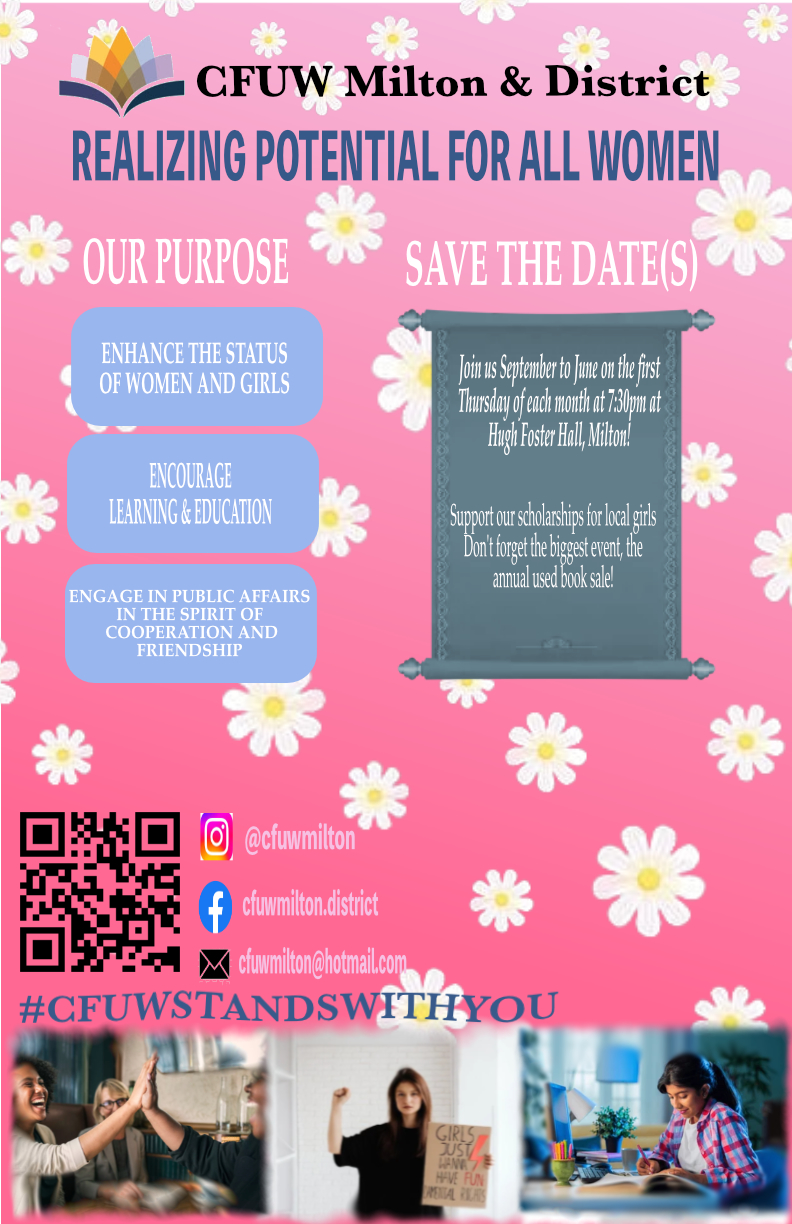 CFUW Milton & District
REALIZING POTENTIAL FOR ALL WOMEN
OUR PURPOSE
ENHANCE THE STATUS
OF WOMEN AND GIRLS
ENCOURAGE
LEARNING & EDUCATION
ENGAGE IN PUBLIC AFFAIRS
IN THE SPIRIT OF
COOPERATION AND
FRIENDSHIP
SAVE THE DATE(S)
Join us September to June on the first
Thursday of each month at 7:30pm at
Hugh Foster Hall, Milton!
Support our scholarships for local girls
Don't forget the biggest event, the
annual used book sale!
@cfuwmilton
cfuwmilton.district
cfuwmilton@hotmail.com
#CFUWSTANDSWITHYOU
GIRLS
JUST
WANNA
HAVE FUN
DAMENTAL RIGHTS